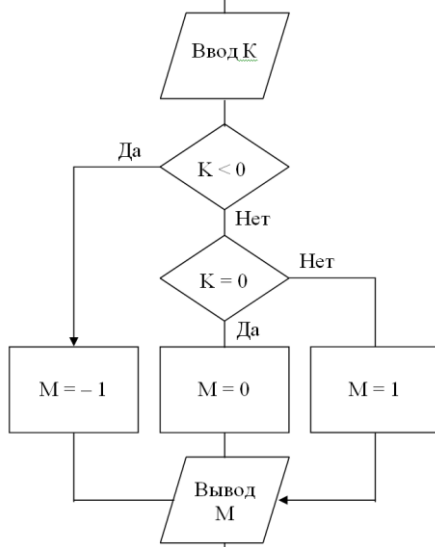 Ввод К
Да
K < 0
Нет
K = 0
Нет
Да
M = – 1
M = 0
M = 1
Вывод
M